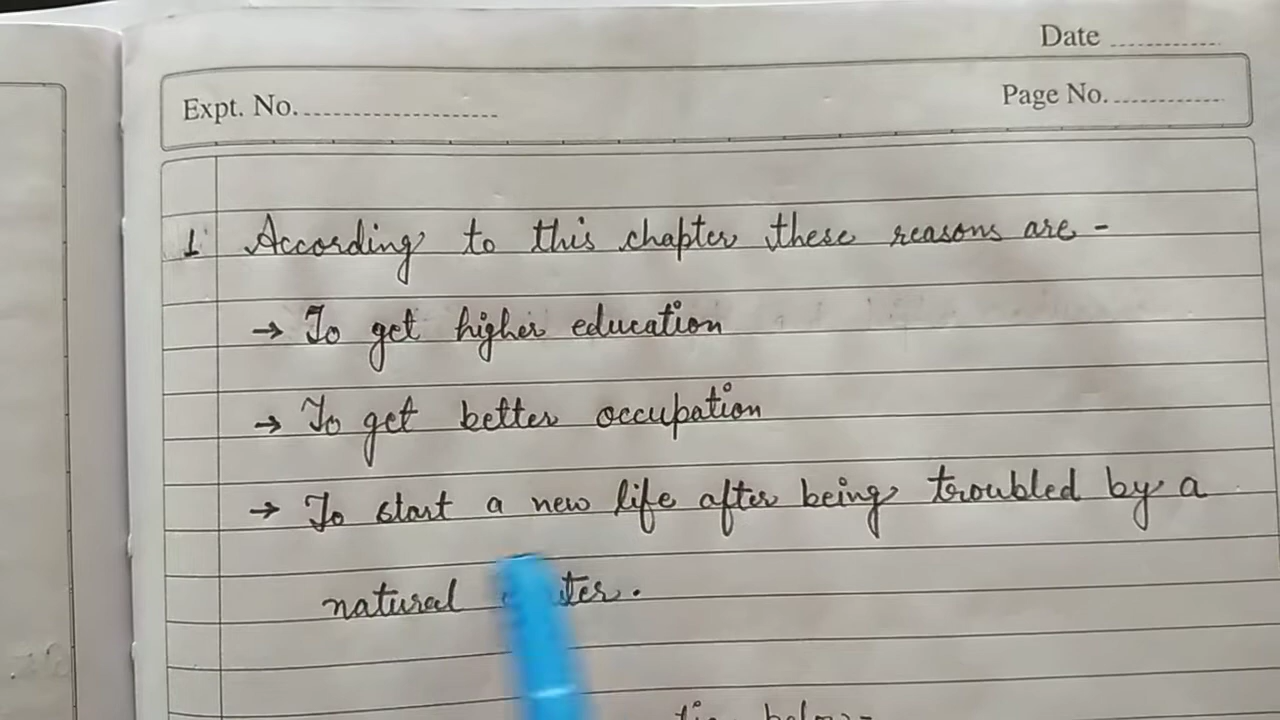 Date
Expt. No.
Page No.
1 According to this chapter these reasons are -
→ To get higher education
→ To get better occupation
→ To start a new life after being troubled by a
natural